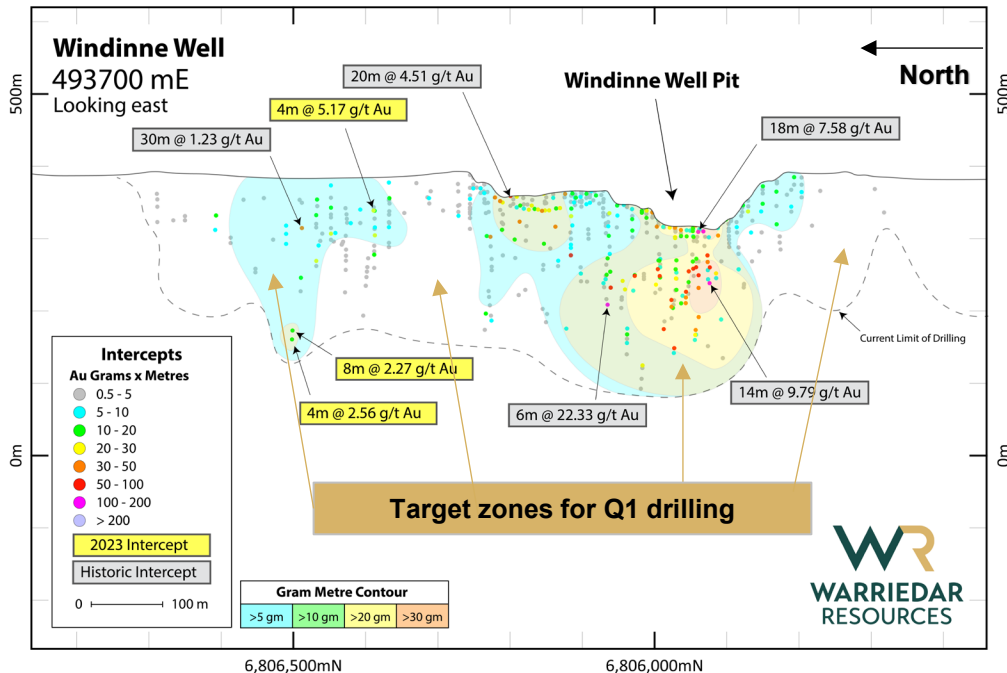 Windinne Well
493700 mE
Looking east
20m @ 4.51 g/t Au
4m @ 5.17 g/t Au
30m @ 1.23 g/t Au
Windinne Well Pit
North
18m @ 7.58 g/t Au
500m
500m
0m
0m
Current Limit of Drilling
8m @ 2.27 g/t Au
4m @ 2.56 g/t Au
6m @ 22.33 g/t Au
14m @ 9.79 g/t Au
Target zones for Q1 drilling
Intercepts
Au Grams x Metres
0.5 - 5
5 - 10
10 - 20
20 - 30
30 - 50
50 - 100
100 - 200
> 200
2023 Intercept
Historic Intercept
0 100 m
Gram Metre Contour
>5 gm >10 gm >20 gm >30 gm
WR
WARRIEDAR
RESOURCES
6,806,500mN 6,806,000mN